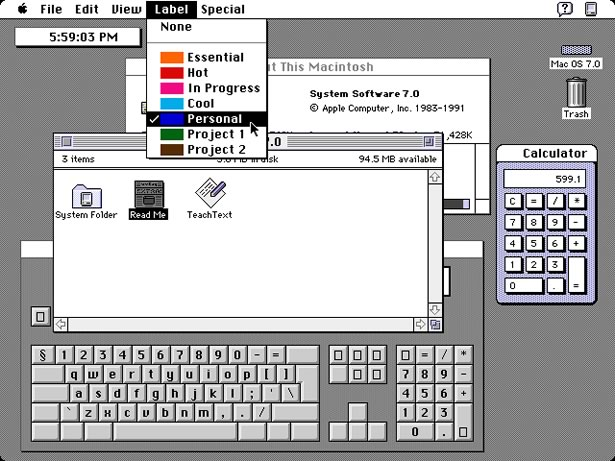 File Edit View Label Special
5:59:03 PM
None
Essential
Hot
In Progress
Cool
Personal
Project 1
Project 2
ut This Macintosh
System Software 7.0
© Apple Computer, Inc. 1983-1991
,428K
7.0
3 items
94.5 MB available
System Folder
Read Me
TeachText
Mac OS 7.0
Trash
Calculator
599.1
C = / *
7 8 9 -
4 5 6 +
1 2 3
0 . =
§ 1 2 3 4 5 6 7 8 9 0 - =
q w e r t y u i o p [ ]
a s d f g h j k l ; ' \
` z x c v b n m , . /
= / *
7 8 9 -
4 5 6 +
1 2 3
0 .